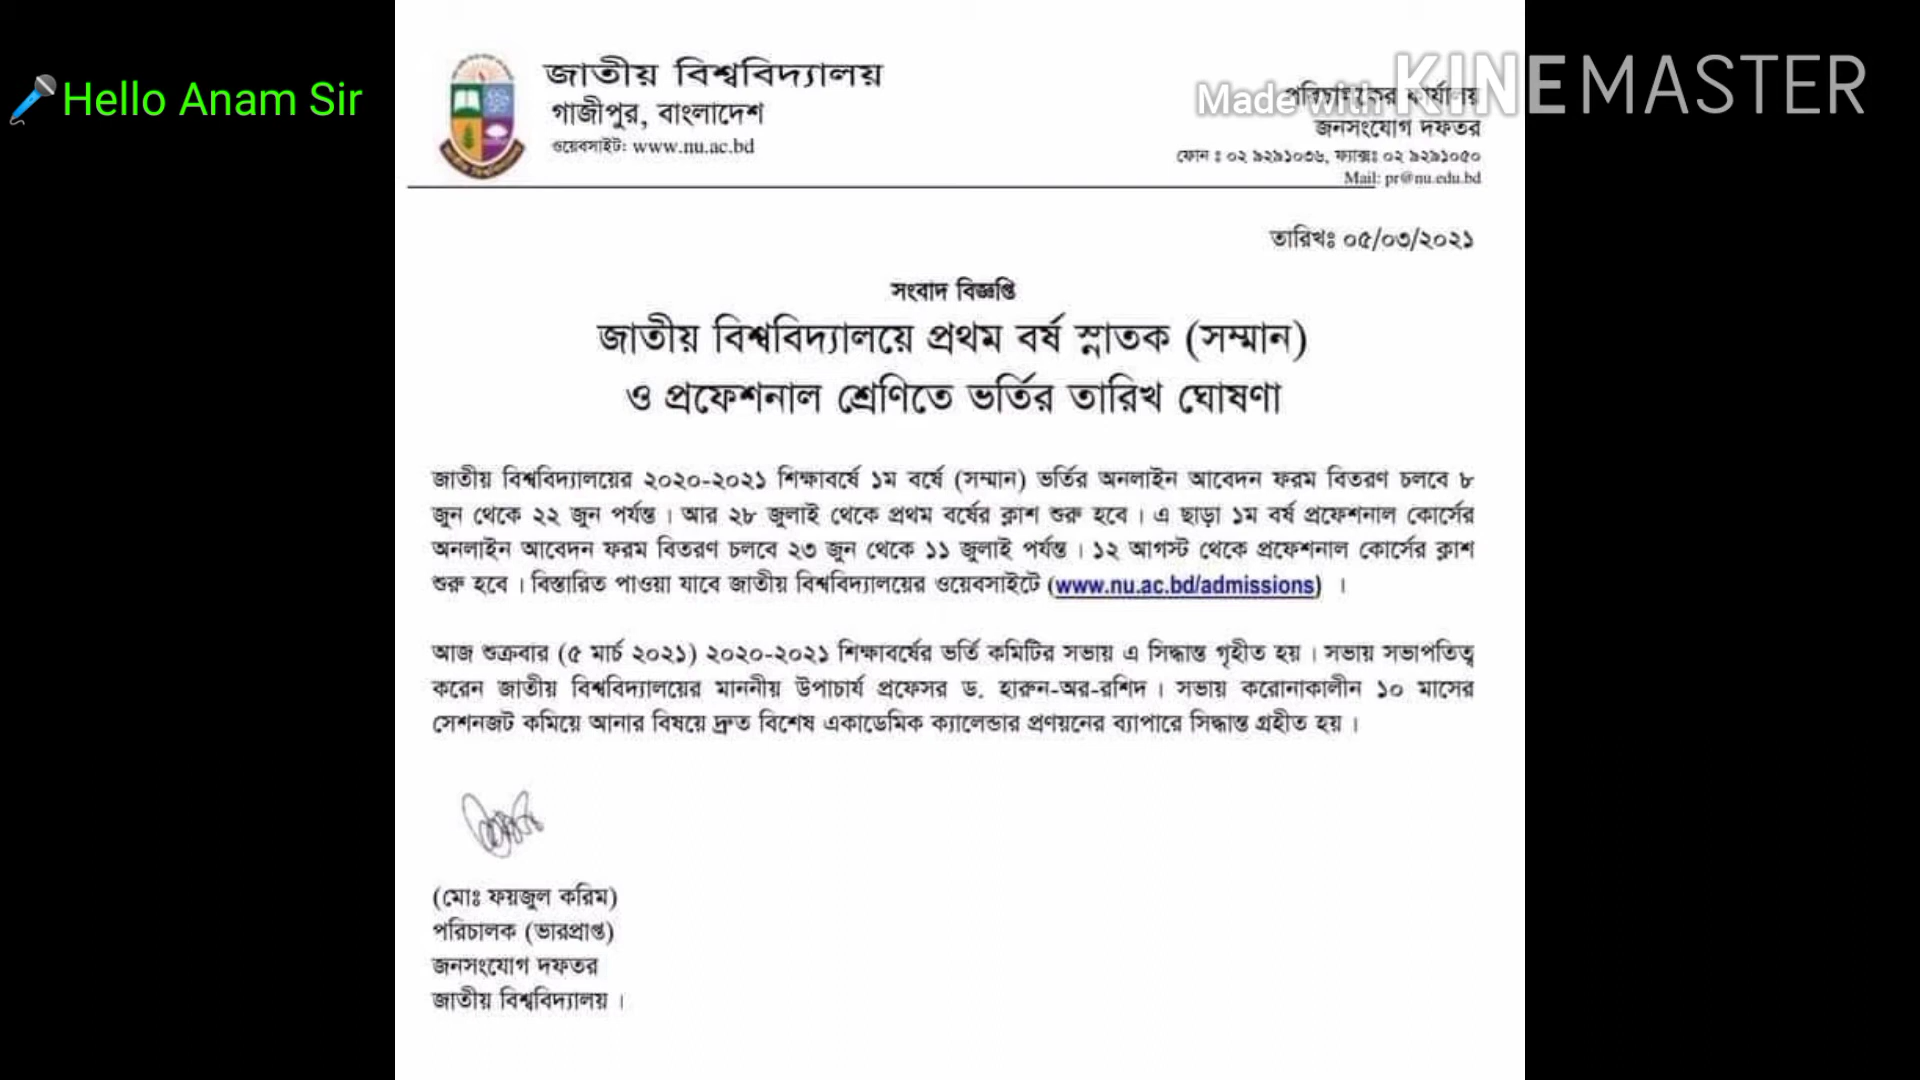 🎤Hello Anam Sir
জাতীয় বিশ্ববিদ্যালয়
গাজীপুর, বাংলাদেশ
ওয়েবসাইট: www.nu.ac.bd
Made with KINEMASTER
পরিচালকের কার্যালয়
জনসংযোগ দফতর
ফোন ঃ ০২ ৯২৯১০৩৬, ফ্যাক্সঃ ০২ ৯২৯১০৫০
Mail: pr@nu.edu.bd
তারিখঃ ০৫/০৩/২০২১
সংবাদ বিজ্ঞপ্তি
জাতীয় বিশ্ববিদ্যালয়ে প্রথম বর্ষ স্নাতক (সম্মান)
ও প্রফেশনাল শ্রেণিতে ভর্তির তারিখ ঘোষণা
জাতীয় বিশ্ববিদ্যালয়ের ২০২০-২০২১ শিক্ষাবর্ষে ১ম বর্ষে (সম্মান) ভর্তির অনলাইন আবেদন ফরম বিতরণ চলবে ৮
জুন থেকে ২২ জুন পর্যন্ত । আর ২৮ জুলাই থেকে প্রথম বর্ষের ক্লাশ শুরু হবে । এ ছাড়া ১ম বর্ষ প্রফেশনাল কোর্সের
অনলাইন আবেদন ফরম বিতরণ চলবে ২৩ জুন থেকে ১১ জুলাই পর্যন্ত । ১২ আগস্ট থেকে প্রফেশনাল কোর্সের ক্লাশ
শুরু হবে । বিস্তারিত পাওয়া যাবে জাতীয় বিশ্ববিদ্যালয়ের ওয়েবসাইটে (www.nu.ac.bd/admissions) ।
আজ শুক্রবার (৫ মার্চ ২০২১) ২০২০-২০২১ শিক্ষাবর্ষের ভর্তি কমিটির সভায় এ সিদ্ধান্ত গৃহীত হয় । সভায় সভাপতিত্ব
করেন জাতীয় বিশ্ববিদ্যালয়ের মাননীয় উপাচার্য প্রফেসর ড. হারুন-অর-রশিদ । সভায় করোনাকালীন ১০ মাসের
সেশনজট কমিয়ে আনার বিষয়ে দ্রুত বিশেষ একাডেমিক ক্যালেন্ডার প্রণয়নের ব্যাপারে সিদ্ধান্ত গ্রহীত হয় ।
(মোঃ ফয়জুল করিম)
পরিচালক (ভারপ্রাপ্ত)
জনসংযোগ দফতর
জাতীয় বিশ্ববিদ্যালয় ।